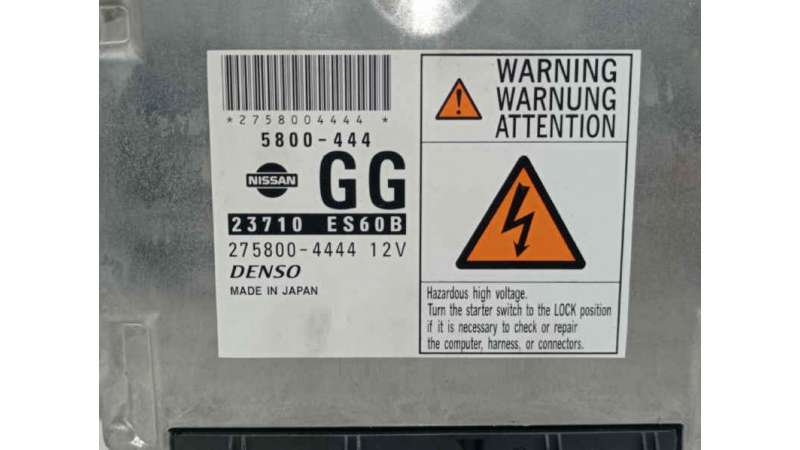 *2758004444*
5800-444
NISSAN
GG
23710 ES60B
275800-4444 12V
DENSO
MADE IN JAPAN
WARNING
WARNUNG
ATTENTION
Hazardous high voltage.
Turn the starter switch to the LOCK position
if it is necessary to check or repair
the computer, harness, or connectors.